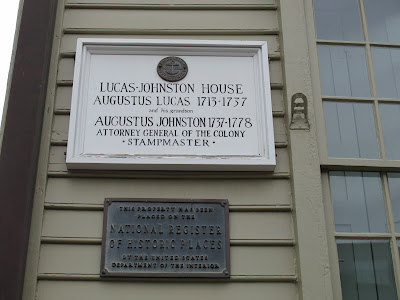 LUCAS-JOHNSTON HOUSE
AUGUSTUS LUCAS 1713-1737
and his grandson
AUGUSTUS JOHNSTON 1737-1778
ATTORNEY GENERAL OF THE COLONY
• STAMPMASTER •
THIS PROPERTY HAS BEEN
PLACED ON THE
NATIONAL REGISTER
OF HISTORIC PLACES
BY THE UNITED STATES
DEPARTMENT OF THE INTERIOR